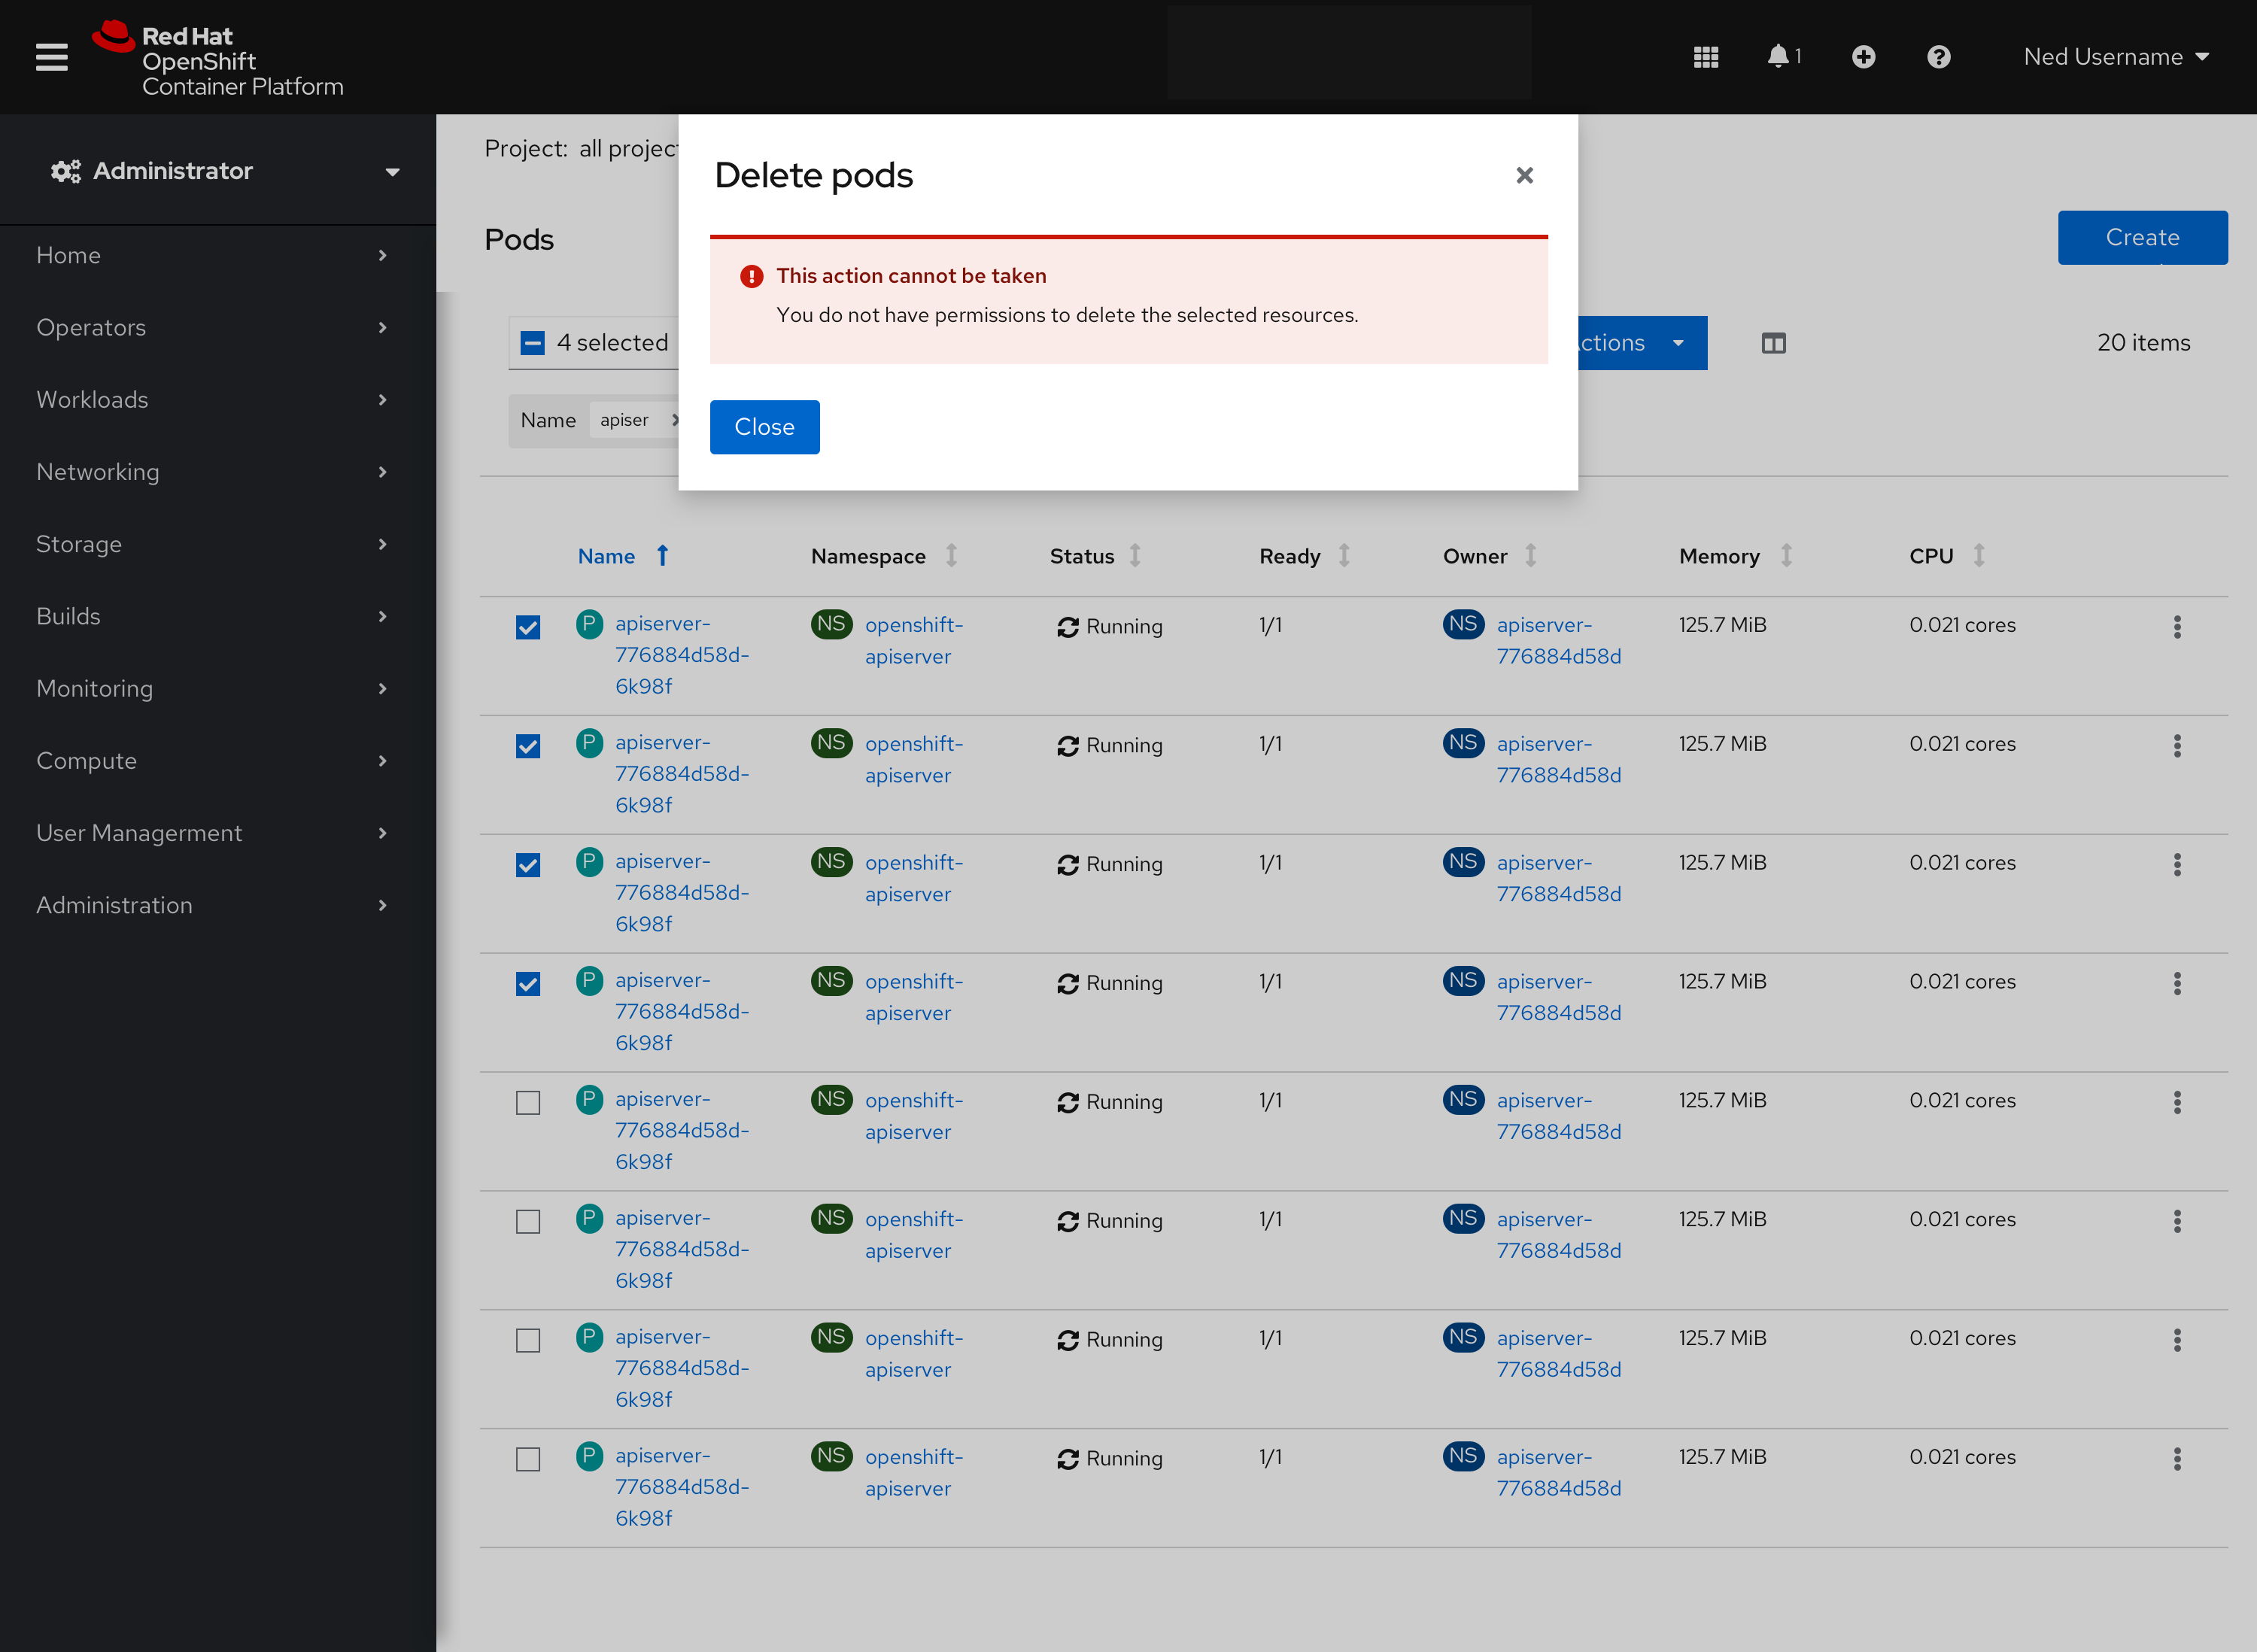 Red Hat
OpenShift
Container Platform
1
Ned Username
Administrator
Home
Operators
Workloads
Networking
Storage
Builds
Monitoring
Compute
User Managerment
Administration
Project: all
Pods
Create
4 selected
20 items
Name apiser
Delete pods
This action cannot be taken
You do not have permissions to delete the selected resources.
Close
Name Namespace Status Ready Owner Memory CPU
P apiserver- NS openshift- Running 1/1 NS apiserver- 125.7 MiB 0.021 cores
776884d58d- apiserver 776884d58d
6k98f
P apiserver- NS openshift- Running 1/1 NS apiserver- 125.7 MiB 0.021 cores
776884d58d- apiserver 776884d58d
6k98f
P apiserver- NS openshift- Running 1/1 NS apiserver- 125.7 MiB 0.021 cores
776884d58d- apiserver 776884d58d
6k98f
P apiserver- NS openshift- Running 1/1 NS apiserver- 125.7 MiB 0.021 cores
776884d58d- apiserver 776884d58d
6k98f
P apiserver- NS openshift- Running 1/1 NS apiserver- 125.7 MiB 0.021 cores
776884d58d- apiserver 776884d58d
6k98f
P apiserver- NS openshift- Running 1/1 NS apiserver- 125.7 MiB 0.021 cores
776884d58d- apiserver 776884d58d
6k98f
P apiserver- NS openshift- Running 1/1 NS apiserver- 125.7 MiB 0.021 cores
776884d58d- apiserver 776884d58d
6k98f
P apiserver- NS openshift- Running 1/1 NS apiserver- 125.7 MiB 0.021 cores
776884d58d- apiserver 776884d58d
6k98f